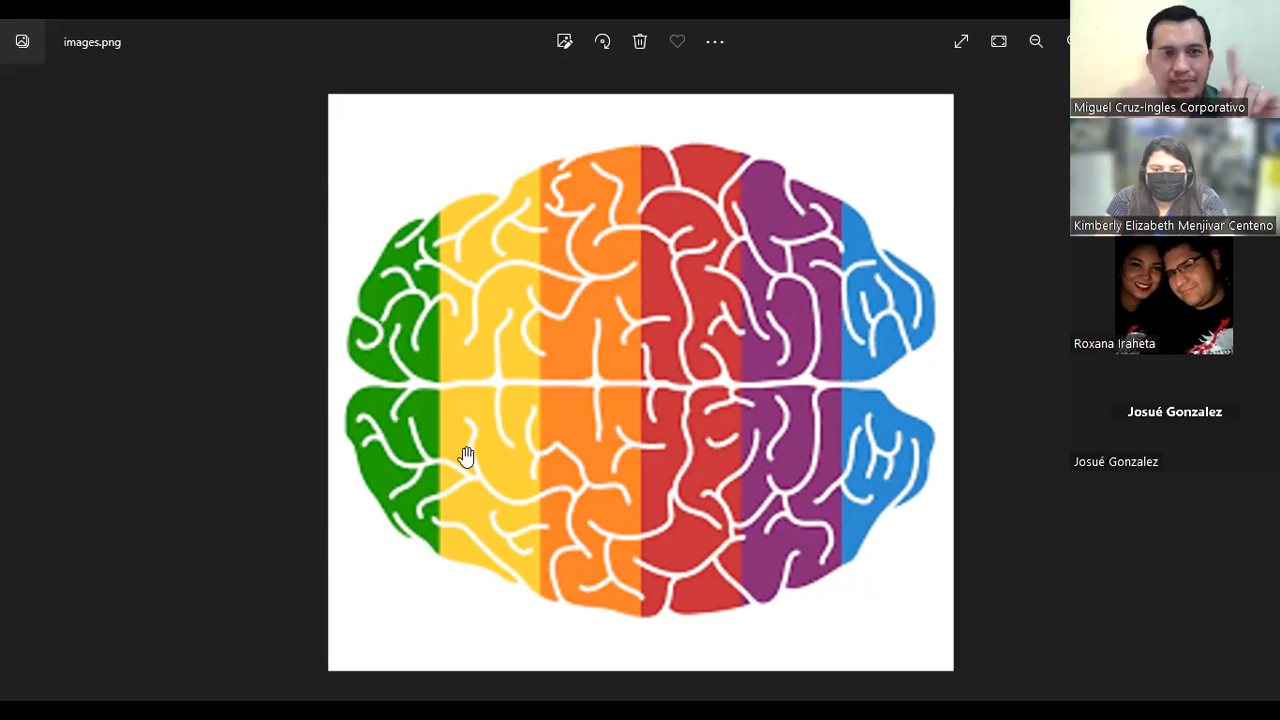 images.png
Miguel Cruz-Ingles Corporativo
Kimberly Elizabeth Menjivar Centeno
Roxana Iraheta
Josué Gonzalez
Josué Gonzalez